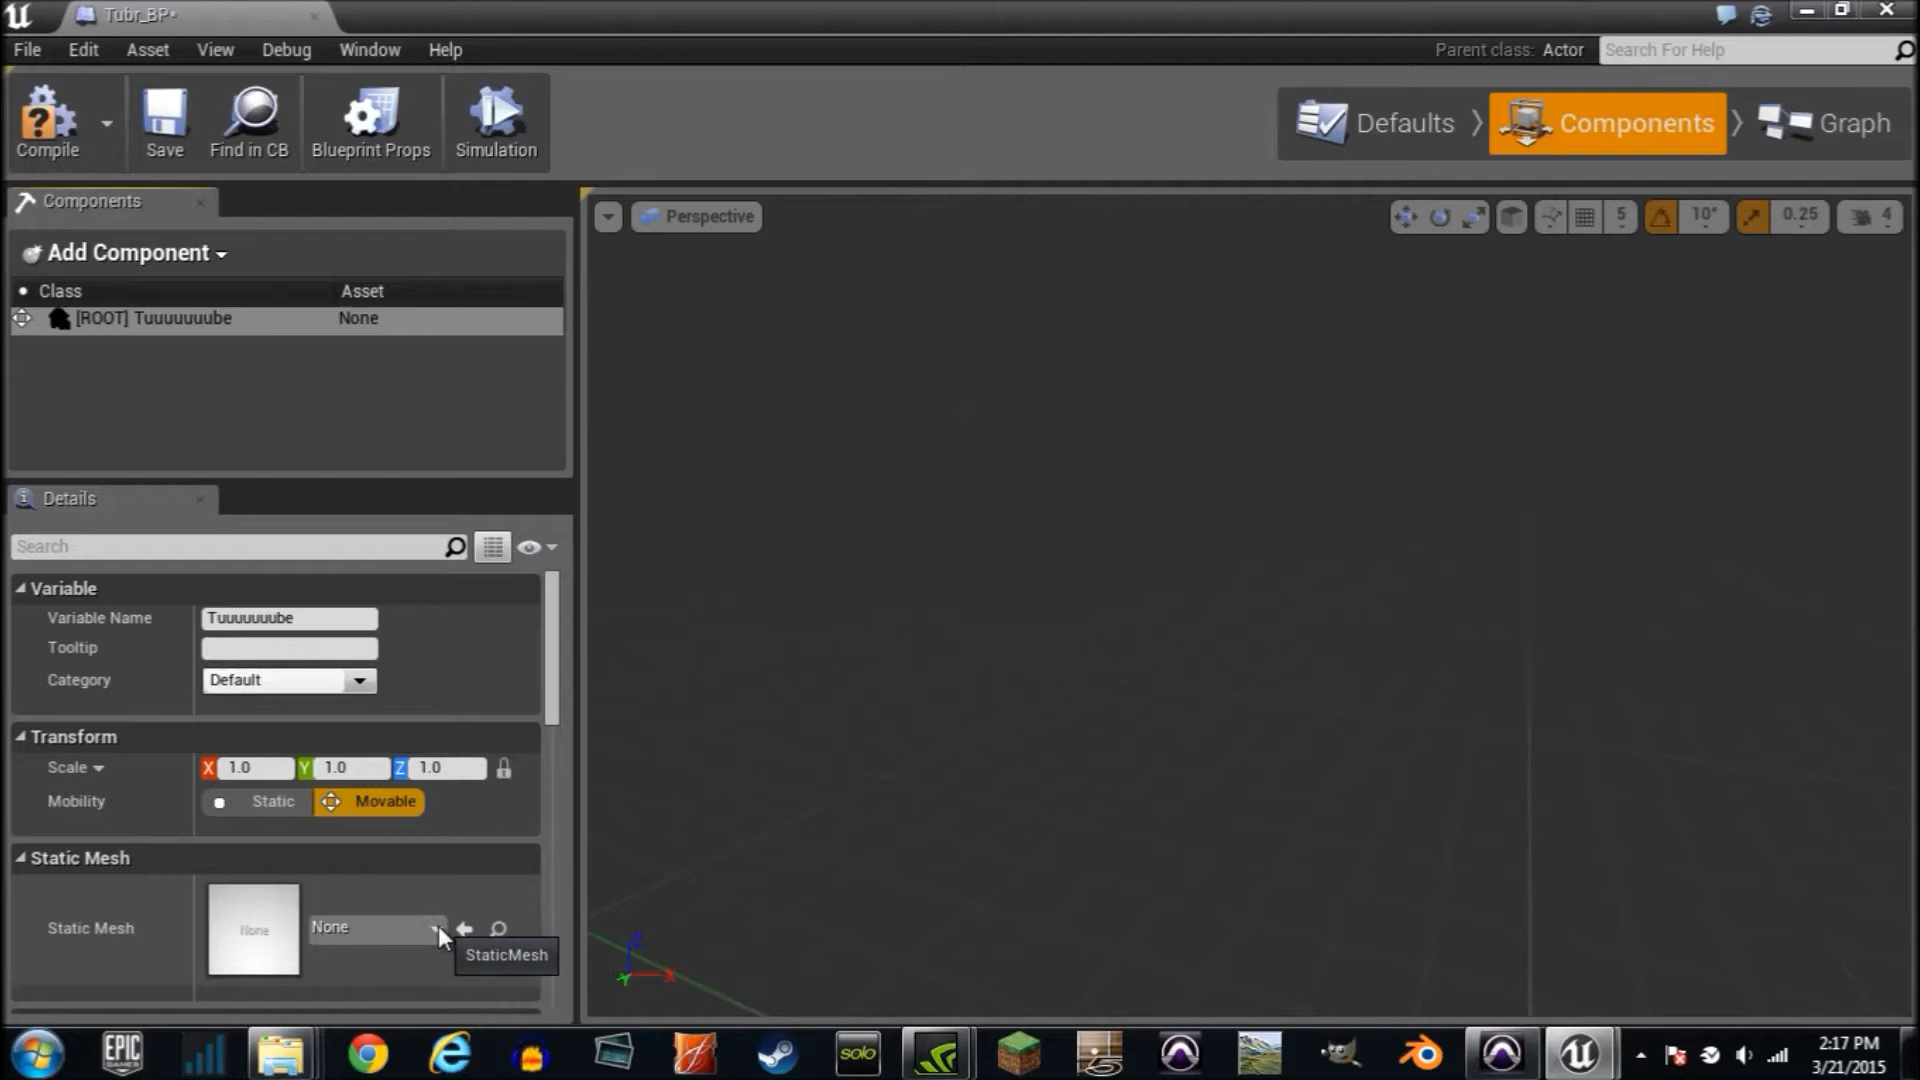 Tubr_BP*
File Edit Asset View Debug Window Help
Parent class: Actor Search For Help
Compile Save Find in CB Blueprint Props Simulation
Defaults Components Graph
Components
Add Component
Class Asset
[ROOT] Tuuuuuuube None
Perspective
5 10° 0.25 4
Details
Search
Variable
Variable Name Tuuuuuuube
Tooltip
Category Default
Transform
Scale X 1.0 Y 1.0 Z 1.0
Mobility Static Movable
Static Mesh
Static Mesh None None
StaticMesh
Z
Y X
EPIC GAMES
solo
2:17 PM
3/21/2015